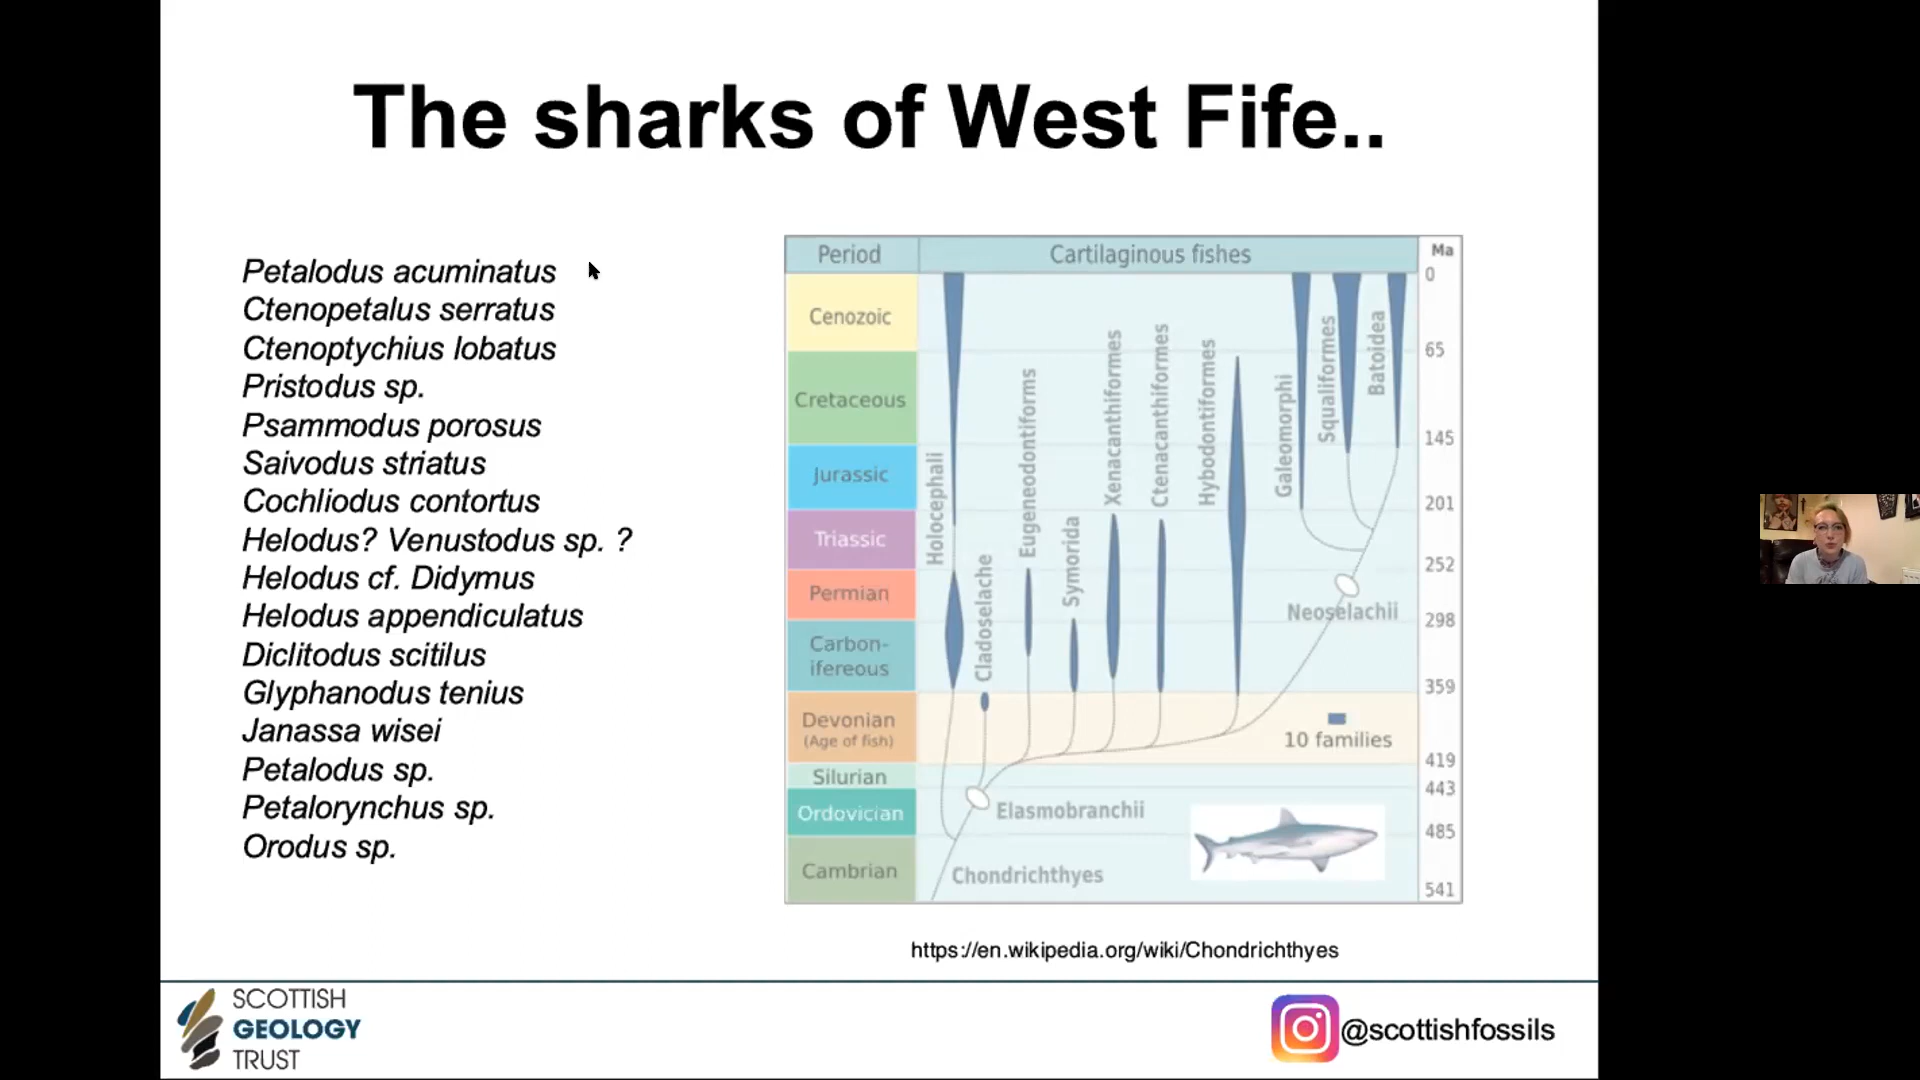 The sharks of West Fife..
Petalodus acuminatus
Ctenopetalus serratus
Ctenoptychius lobatus
Pristodus sp.
Psammodus porosus
Saivodus striatus
Cochliodus contortus
Helodus? Venustodus sp. ?
Helodus cf. Didymus
Helodus appendiculatus
Diclitodus scitilus
Glyphanodus tenius
Janassa wisei
Petalodus sp.
Petalorynchus sp.
Orodus sp.
Period
Cartilaginous fishes
Ma
0
Cenozoic
65
Cretaceous
145
Jurassic
201
Triassic
252
Permian
298
Carbon-
ifereous
359
Devonian
(Age of fish)
419
Silurian
443
Ordovician
485
Cambrian
541
Holocephali
Cladoselache
Eugeneodontiforms
Symorida
Xenacanthiformes
Ctenacanthiformes
Hybodontiformes
Galeomorphi
Squaliformes
Batoidea
Neoselachii
10 families
Elasmobranchii
Chondrichthyes
https://en.wikipedia.org/wiki/Chondrichthyes
SCOTTISH
GEOLOGY
TRUST
@scottishfossils